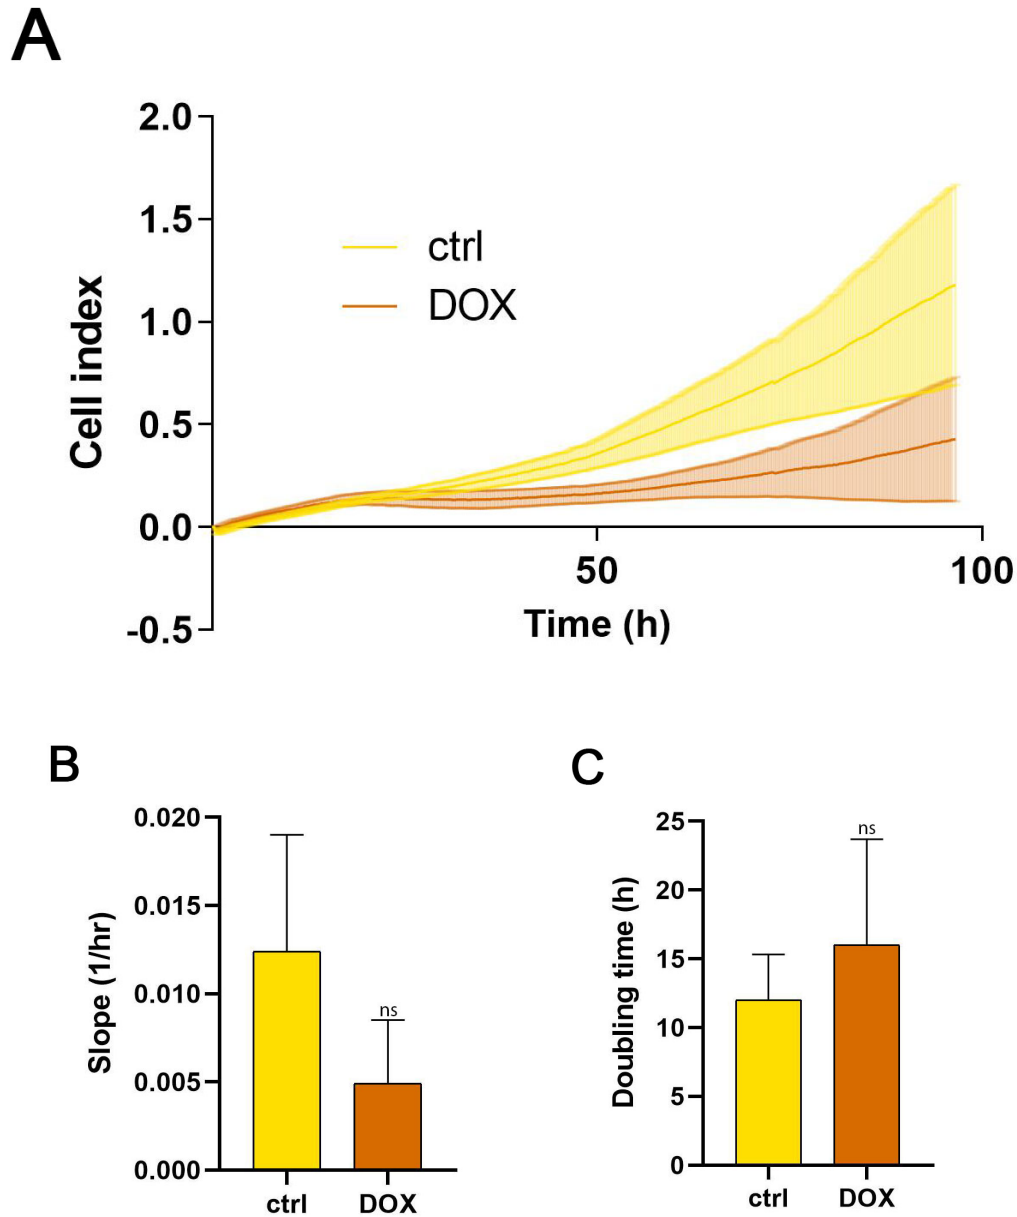 A
2.0
1.5
1.0
0.5
0.0
-0.5
Cell index
ctrl
DOX
50
100
Time (h)
B
0.020
0.015
0.010
0.005
0.000
Slope (1/hr)
ns
ctrl
DOX
C
25
20
15
10
5
0
Doubling time (h)
ns
ctrl
DOX